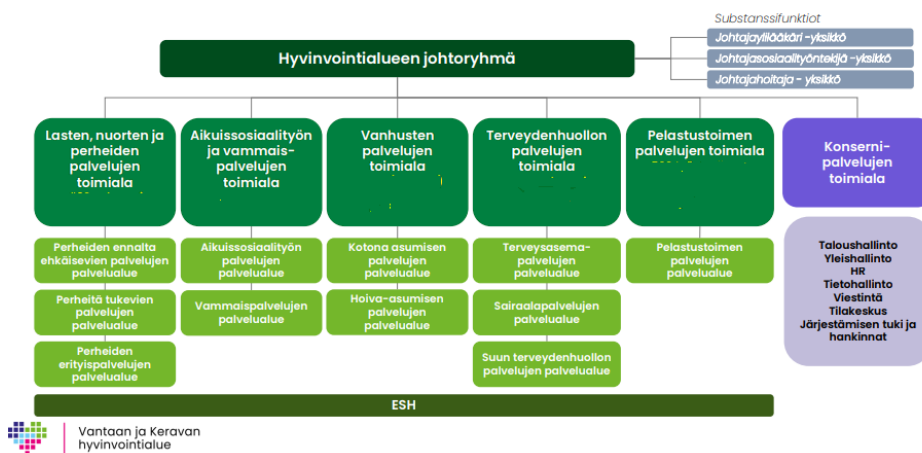 Substanssifunktiot
Hyvinvointialueen johtoryhmä
Johtajaylilääkäri -yksikkö
Johtajasosiaalityöntekijä -yksikkö
Johtajahoitaja - yksikkö
Lasten, nuorten ja
perheiden
palvelujen
toimiala
Aikuissosiaalityön
ja vammais-
palvelujen
toimiala
Vanhusten
palvelujen
toimiala
Terveydenhuollon
palvelujen
toimiala
Pelastustoimen
palvelujen toimiala
Konserni-
palvelujen
toimiala
Perheiden ennalta
ehkäisevien palvelujen
palvelualue
Perheitä tukevien
palvelujen
palvelualue
Perheiden
erityispalvelujen
palvelualue
Aikuissosiaalityön
palvelujen
palvelualue
Vammaispalvelujen
palvelualue
Kotona asumisen
palvelujen
palvelualue
Hoiva-asumisen
palvelujen
palvelualue
Terveysasema-
palvelujen
palvelualue
Sairaalapalvelujen
palvelualue
Suun terveydenhuollon
palvelujen palvelualue
Pelastustoimen
palvelujen
palvelualue
Taloushallinto
Yleishallinto
HR
Tietohallinto
Viestintä
Tilakeskus
Järjestämisen tuki ja
hankinnat
ESH
Vantaan ja Keravan
hyvinvointialue